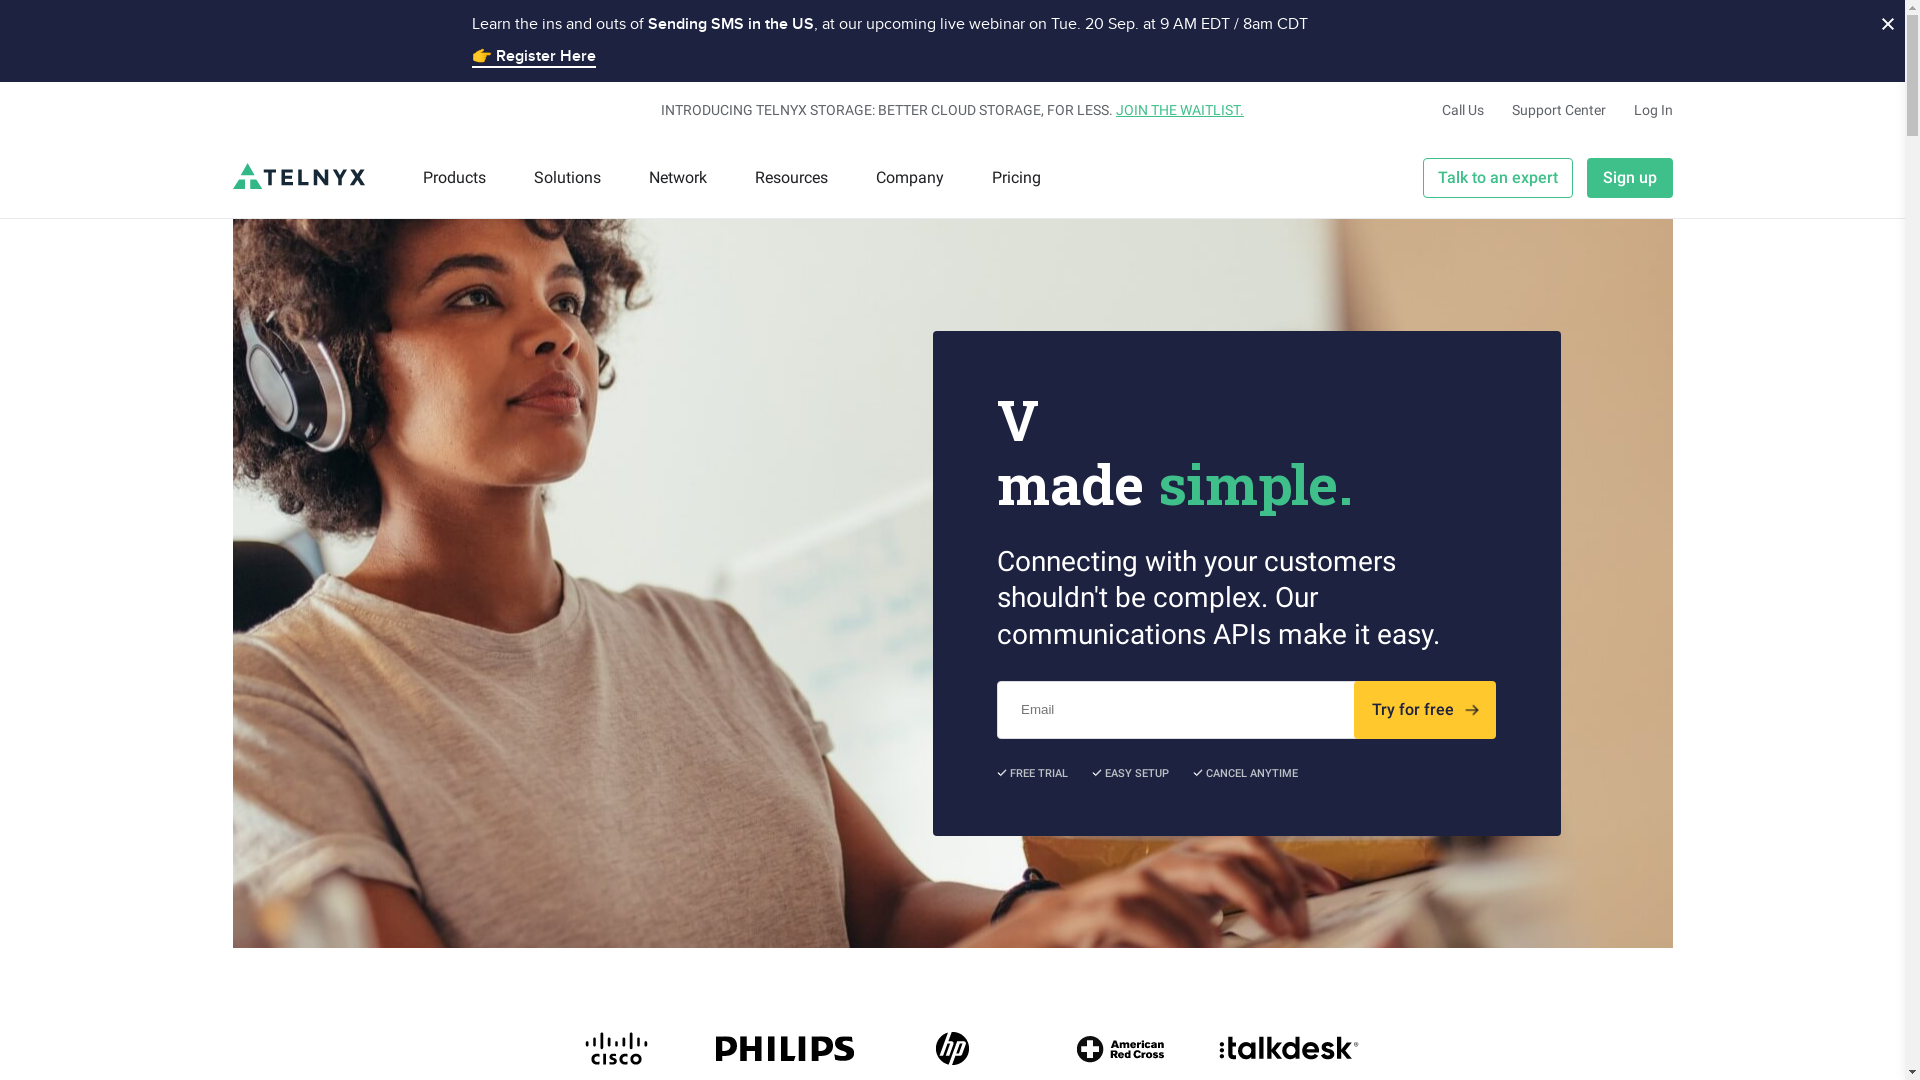 Learn the ins and outs of Sending SMS in the US, at our upcoming live webinar on Tue. 20 Sep. at 9 AM EDT / 8am CDT
👉 Register Here
INTRODUCING TELNYX STORAGE: BETTER CLOUD STORAGE, FOR LESS. JOIN THE WAITLIST.
Call Us
Support Center
Log In
TELNYX
Products
Solutions
Network
Resources
Company
Pricing
Talk to an expert
Sign up
V
made simple.
Connecting with your customers
shouldn't be complex. Our
communications APIs make it easy.
Email
Try for free
FREE TRIAL
EASY SETUP
CANCEL ANYTIME
CISCO
PHILIPS
hp
American
Red Cross
:talkdesk®